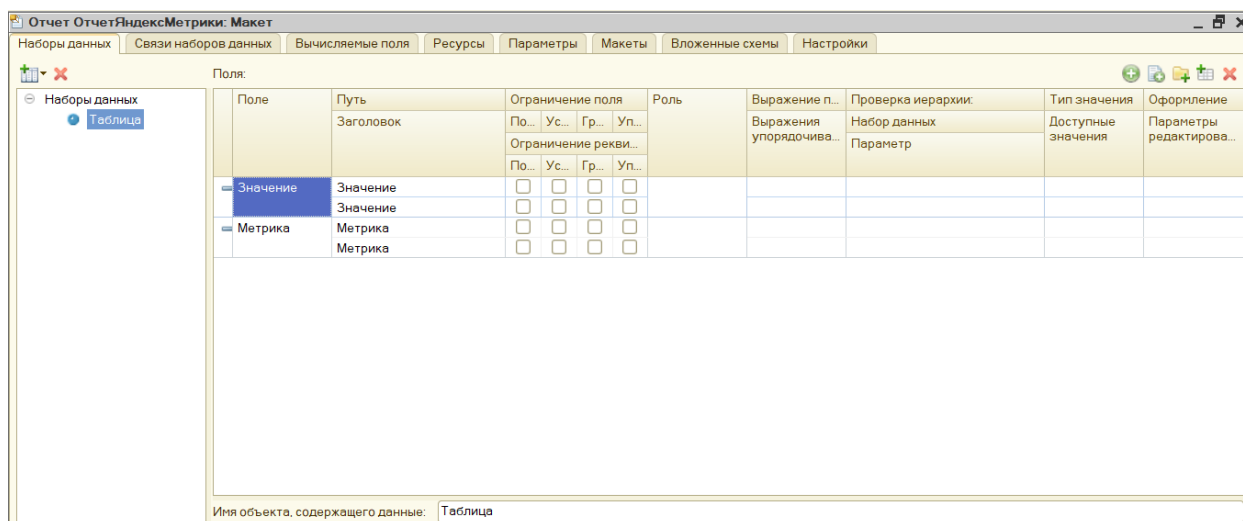 Отчет ОтчетЯндексМетрики: Макет
Наборы данных Связи наборов данных Вычисляемые поля Ресурсы Параметры Макеты Вложенные схемы Настройки
Поля:
Наборы данных
Таблица
Поле Путь Ограничение поля Роль Выражение п... Проверка иерархии: Тип значения Оформление
Заголовок По... Ус... Гр... Уп... Выражения упорядочива... Набор данных Доступные значения Параметры редактирова...
Ограничение рекви... Параметр
По... Ус... Гр... Уп...
Значение Значение
Значение
Метрика Метрика
Метрика
Имя объекта, содержащего данные: Таблица